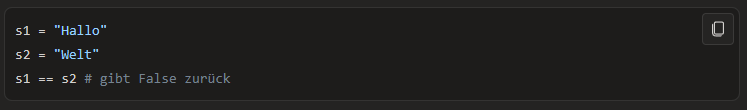 s1 = "Hallo"
s2 = "Welt"
s1 == s2 # gibt False zurück